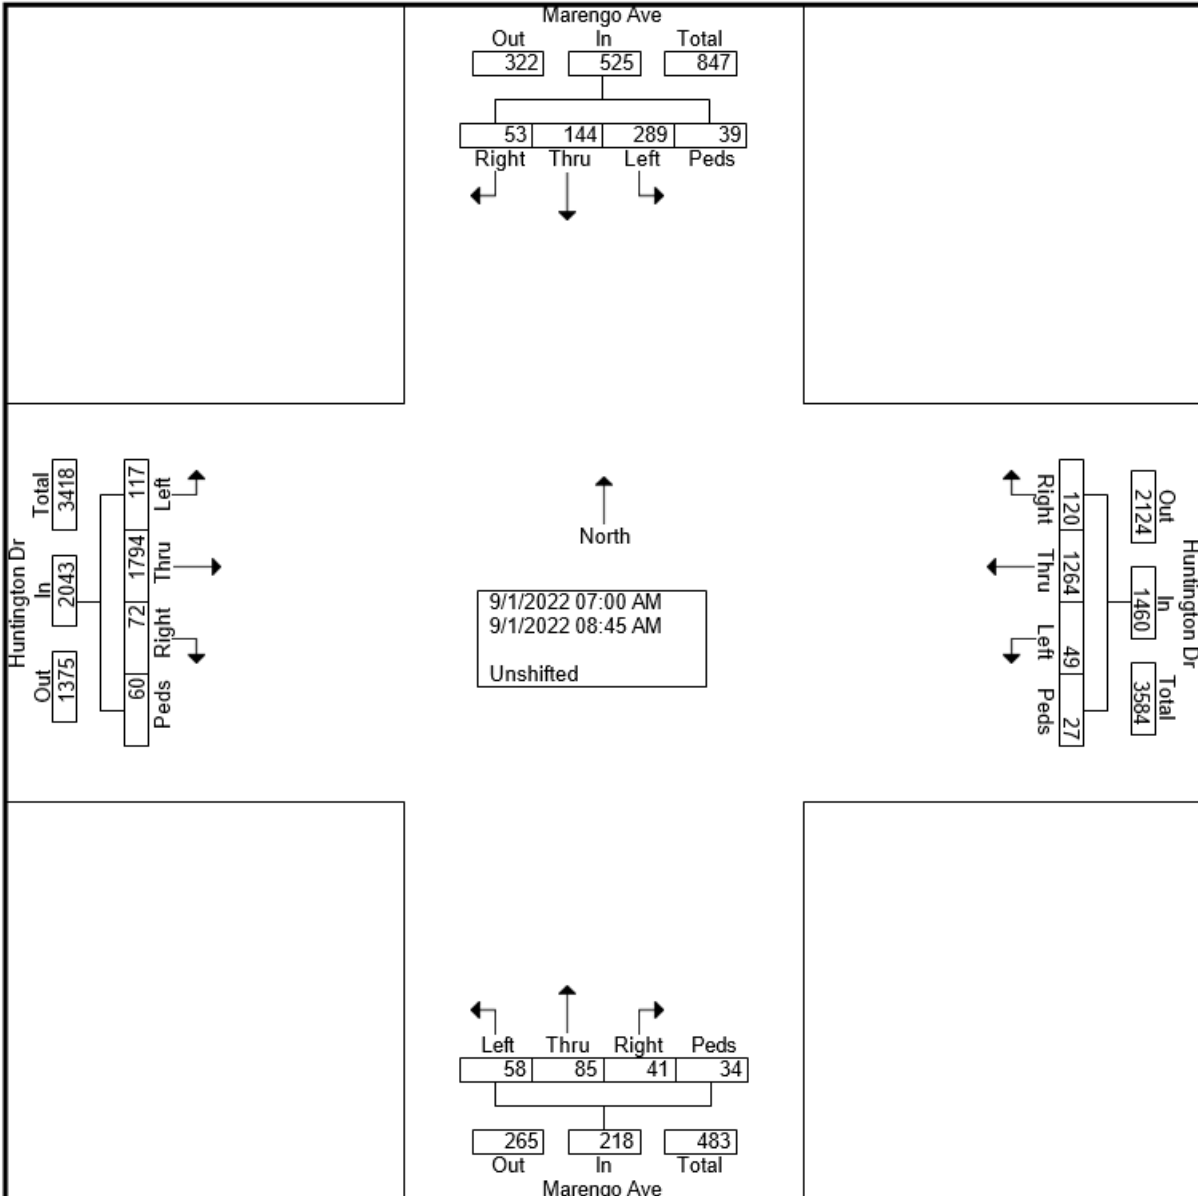 Marengo Ave
Out In Total
322 525 847
53 144 289 39
Right Thru Left Peds
Huntington Dr
Total In Out
3418 2043 1375
117 1794 72 60
Left Thru Right Peds
North
9/1/2022 07:00 AM
9/1/2022 08:45 AM
Unshifted
Right Thru Left Peds
120 1264 49 27
2124 1460 3584
Out In Total
Huntington Dr
Left Thru Right Peds
58 85 41 34
265 218 483
Out In Total
Marengo Ave